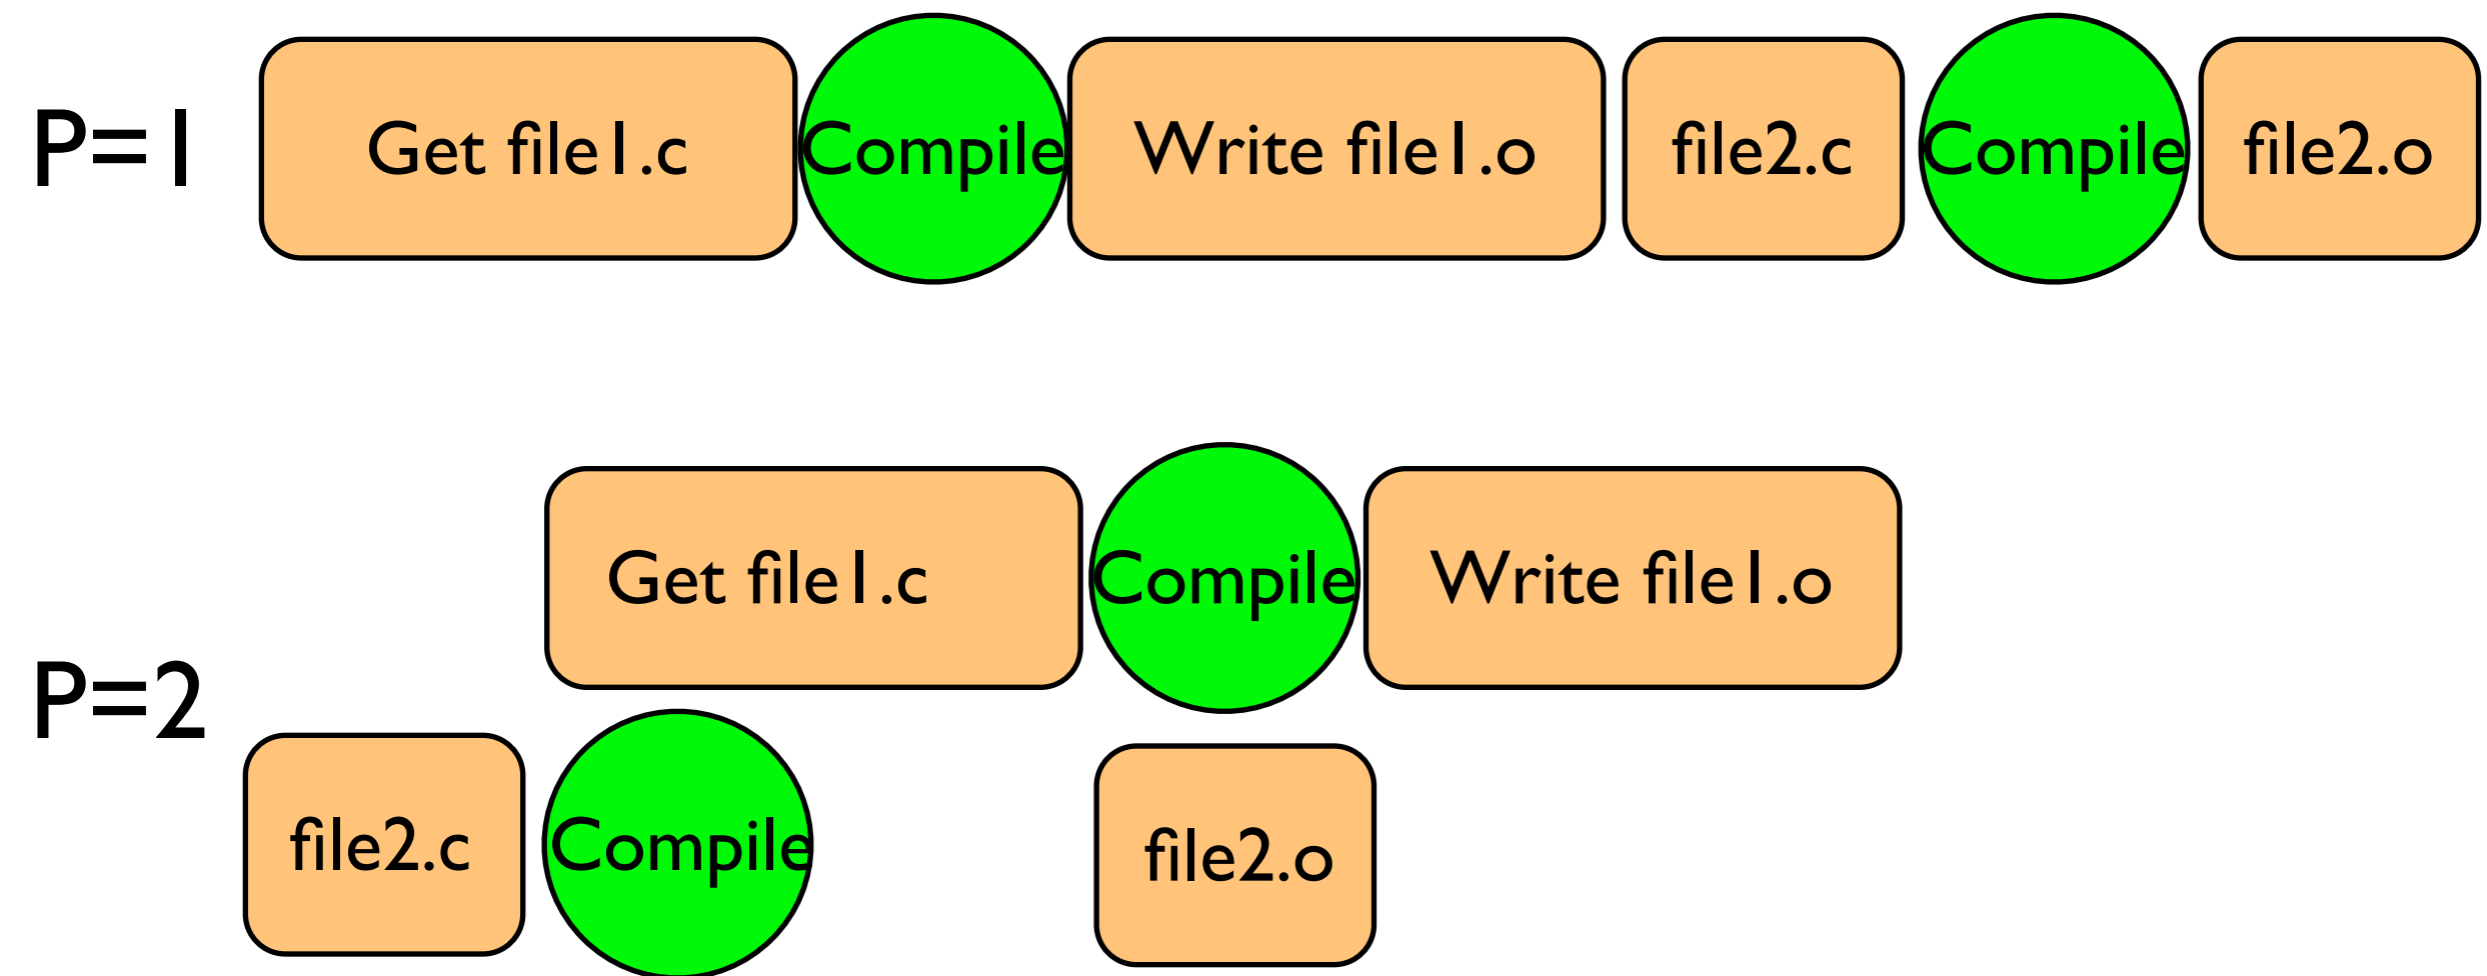 P=1 Get file1.c Compile Write file1.o file2.c Compile file2.o
Get file1.c Compile Write file1.o
P=2
file2.c Compile file2.o